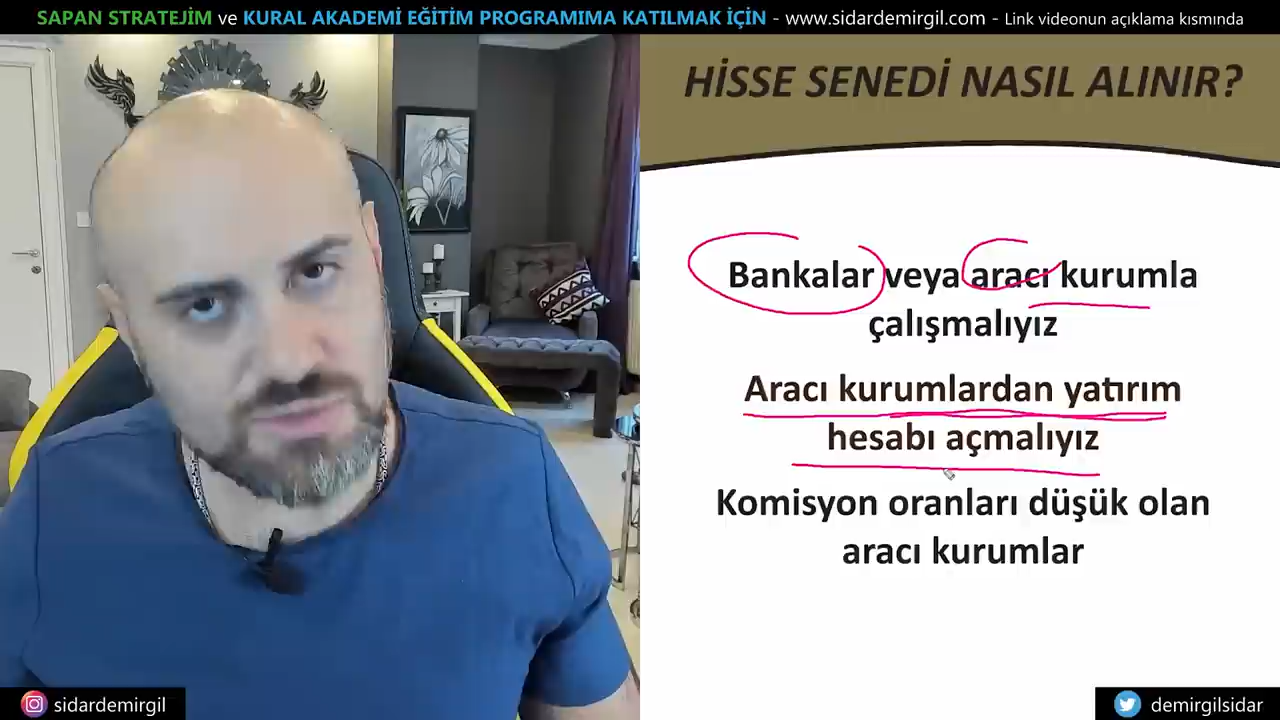 SAPAN STRATEJİM ve KURAL AKADEMİ EĞİTİM PROGRAMIMA KATILMAK İÇİN - www.sidardemirgil.com - Link videonun açıklama kısmında
HİSSE SENEDİ NASIL ALINIR?
Bankalar veya aracı kurumla
çalışmalıyız
Aracı kurumlardan yatırım
hesabı açmalıyız
Komisyon oranları düşük olan
aracı kurumlar
sidardemirgil
demirgilsidar